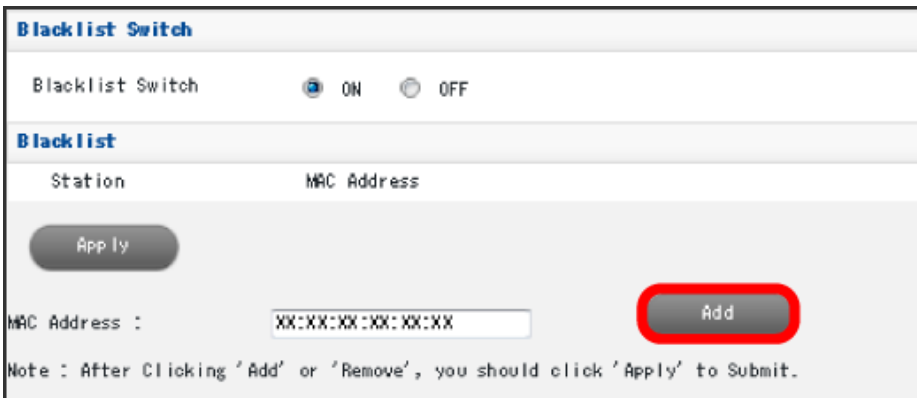 Blacklist Switch
Blacklist Switch ON OFF
Blacklist
Station MAC Address
Apply
MAC Address : XX:XX:XX:XX:XX:XX Add
Note : After Clicking 'Add' or 'Remove', you should click 'Apply' to Submit.